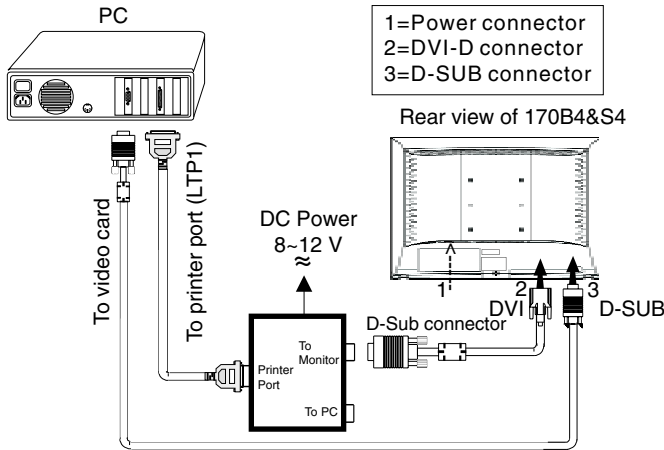 PC
1=Power connector
2=DVI-D connector
3=D-SUB connector
Rear view of 170B4&S4
To video card
To printer port (LTP1)
DC Power
8~12 V
≈
1
2
3
DVI
D-SUB
D-Sub connector
To
Monitor
Printer
Port
To PC